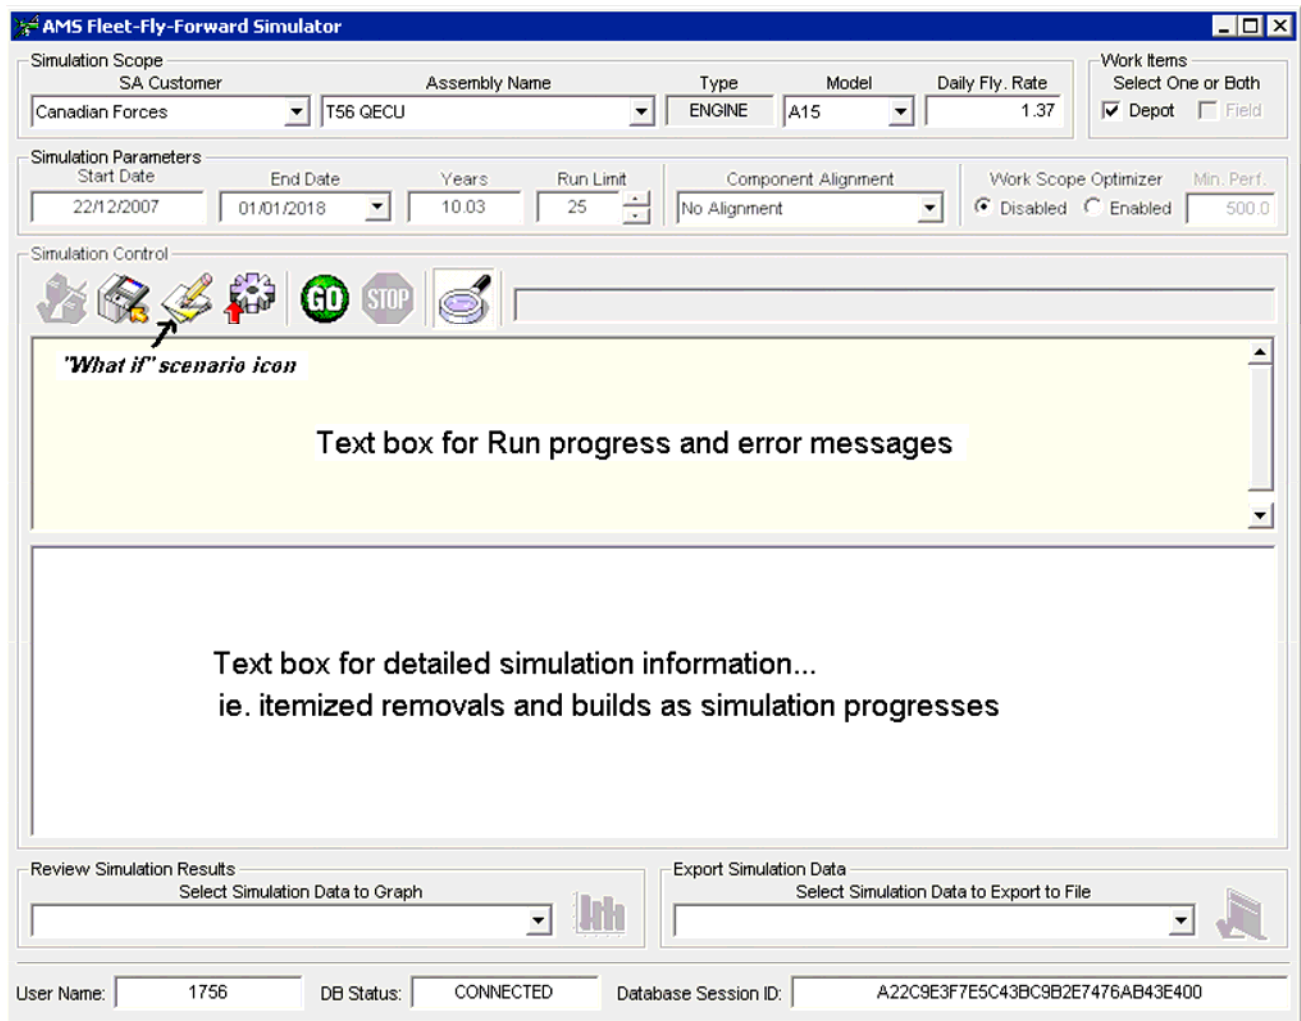 AMS Fleet-Fly-Forward Simulator
Simulation Scope
SA Customer Assembly Name Type Model Daily Fly. Rate
Canadian Forces T56 QECU ENGINE A15 1.37
Work Items
Select One or Both
Depot Field
Simulation Parameters
Start Date End Date Years Run Limit Component Alignment Work Scope Optimizer Min. Perf.
22/12/2007 01/01/2018 10.03 25 No Alignment Disabled Enabled 500.0
Simulation Control
GO STOP
"What if" scenario icon
Text box for Run progress and error messages
Text box for detailed simulation information...
ie. itemized removals and builds as simulation progresses
Review Simulation Results
Select Simulation Data to Graph
Export Simulation Data
Select Simulation Data to Export to File
User Name: 1756 DB Status: CONNECTED Database Session ID: A22C9E3F7E5C43BC9B2E7476AB43E400